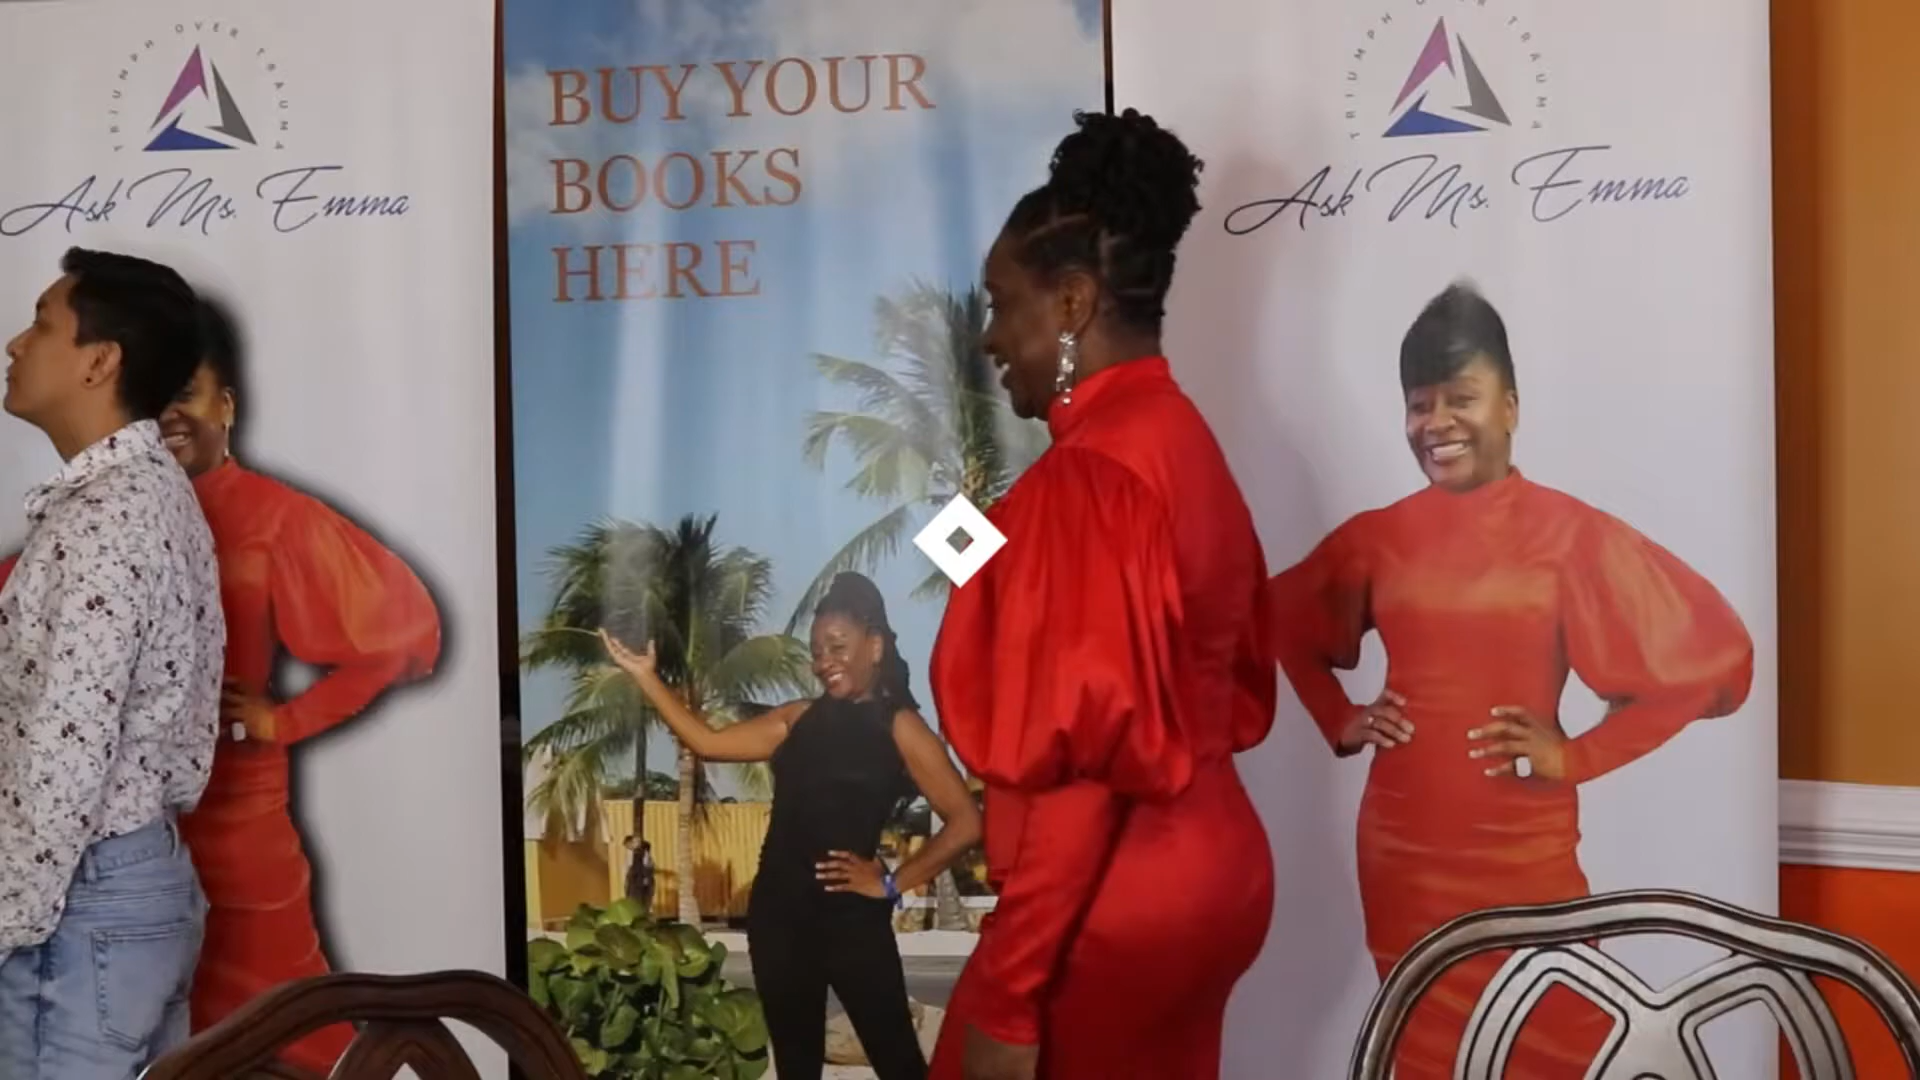 TRIUMPH OVER TRAUMA
Ask Ms. Emma
BUY YOUR
BOOKS
HERE
TRIUMPH OVER TRAUMA
Ask Ms. Emma